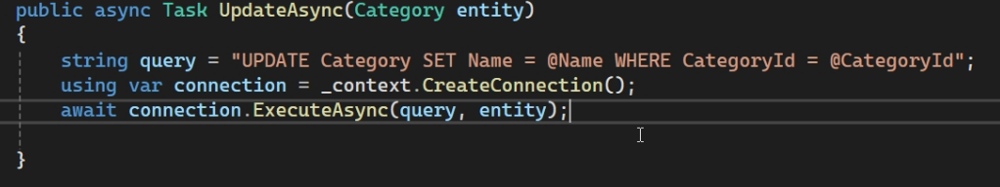 public async Task UpdateAsync(Category entity)
{
string query = "UPDATE Category SET Name = @Name WHERE CategoryId = @CategoryId";
using var connection = _context.CreateConnection();
await connection.ExecuteAsync(query, entity);
}